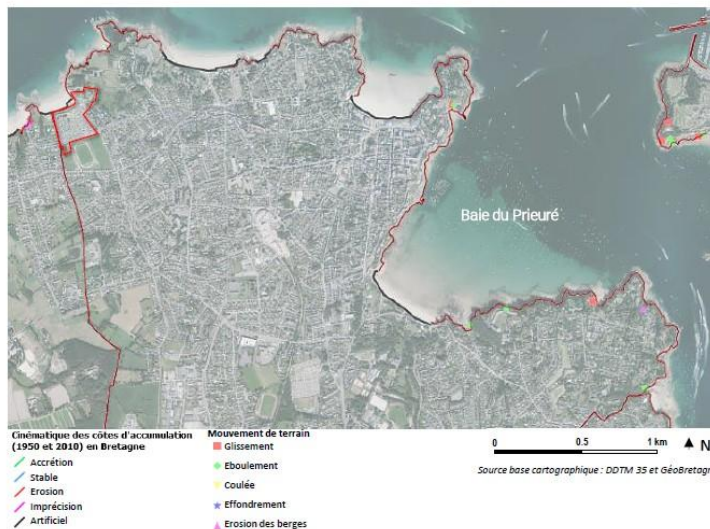 Baie du Prieuré
Cinématique des côtes d'accumulation
(1950 et 2010) en Bretagne
Accrétion
Stable
Erosion
Imprécision
Artificiel
Mouvement de terrain
Glissement
Eboulement
Coulée
Effondrement
Erosion des berges
0 0.5 1 km
N
Source base cartographique : DDTM 35 et GéoBretagn